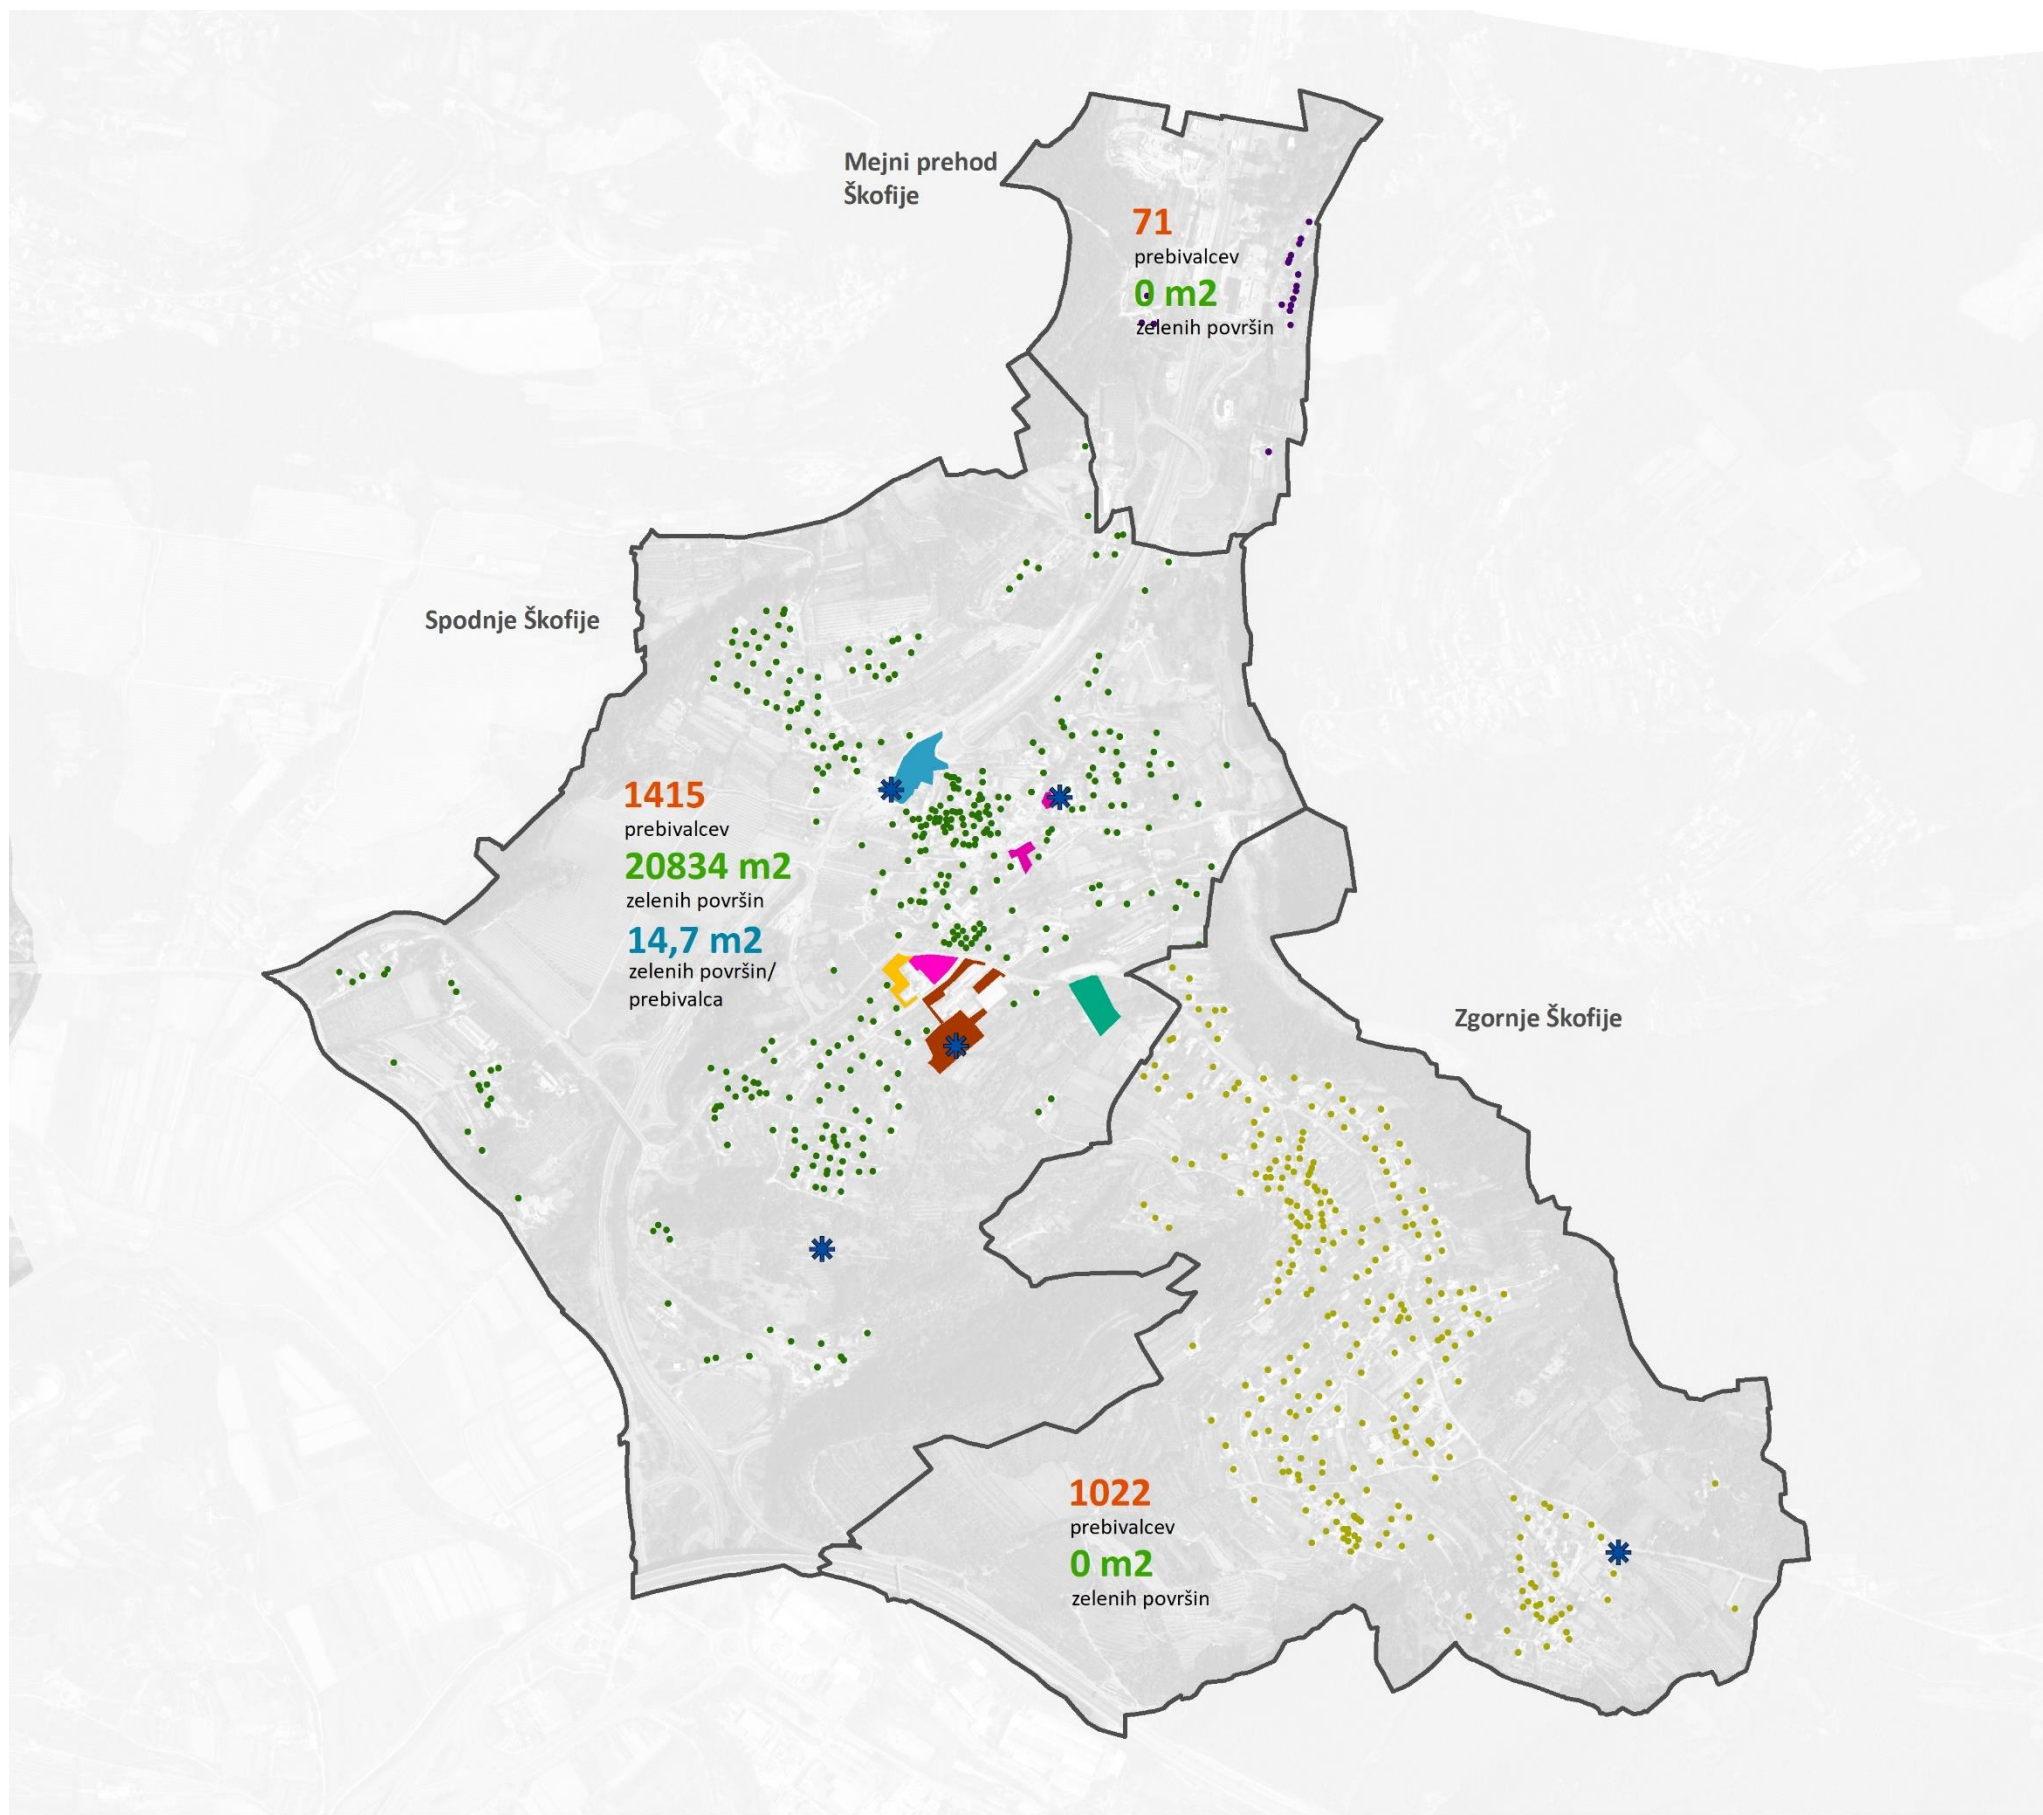 Mejni prehod
Škofije
71
prebivalcev
0 m2
zelenih površin
Spodnje Škofije
1415
prebivalcev
20834 m2
zelenih površin
14,7 m2
zelenih površin/
prebivalca
Zgornje Škofije
1022
prebivalcev
0 m2
zelenih površin